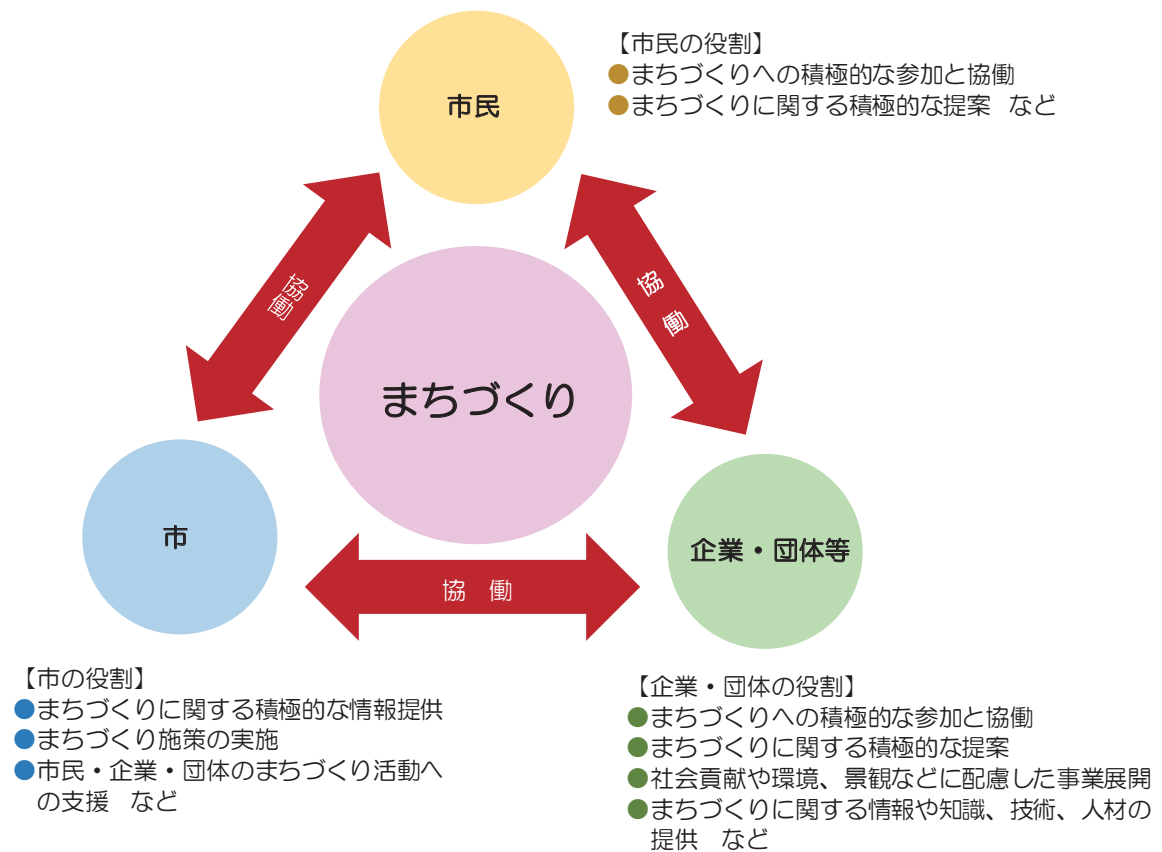 市民
【市民の役割】
●まちづくりへの積極的な参加と協働
●まちづくりに関する積極的な提案　など
協働
協働
まちづくり
市
企業・団体等
協　働
【市の役割】
●まちづくりに関する積極的な情報提供
●まちづくり施策の実施
●市民・企業・団体のまちづくり活動へ
の支援　など
【企業・団体の役割】
●まちづくりへの積極的な参加と協働
●まちづくりに関する積極的な提案
●社会貢献や環境、景観などに配慮した事業展開
●まちづくりに関する情報や知識、技術、人材の
提供　など